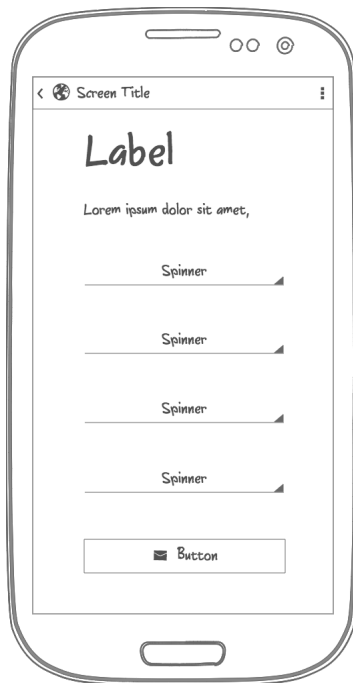 Screen Title
Label
Lorem ipsum dolor sit amet,
Spinner
Spinner
Spinner
Spinner
Button